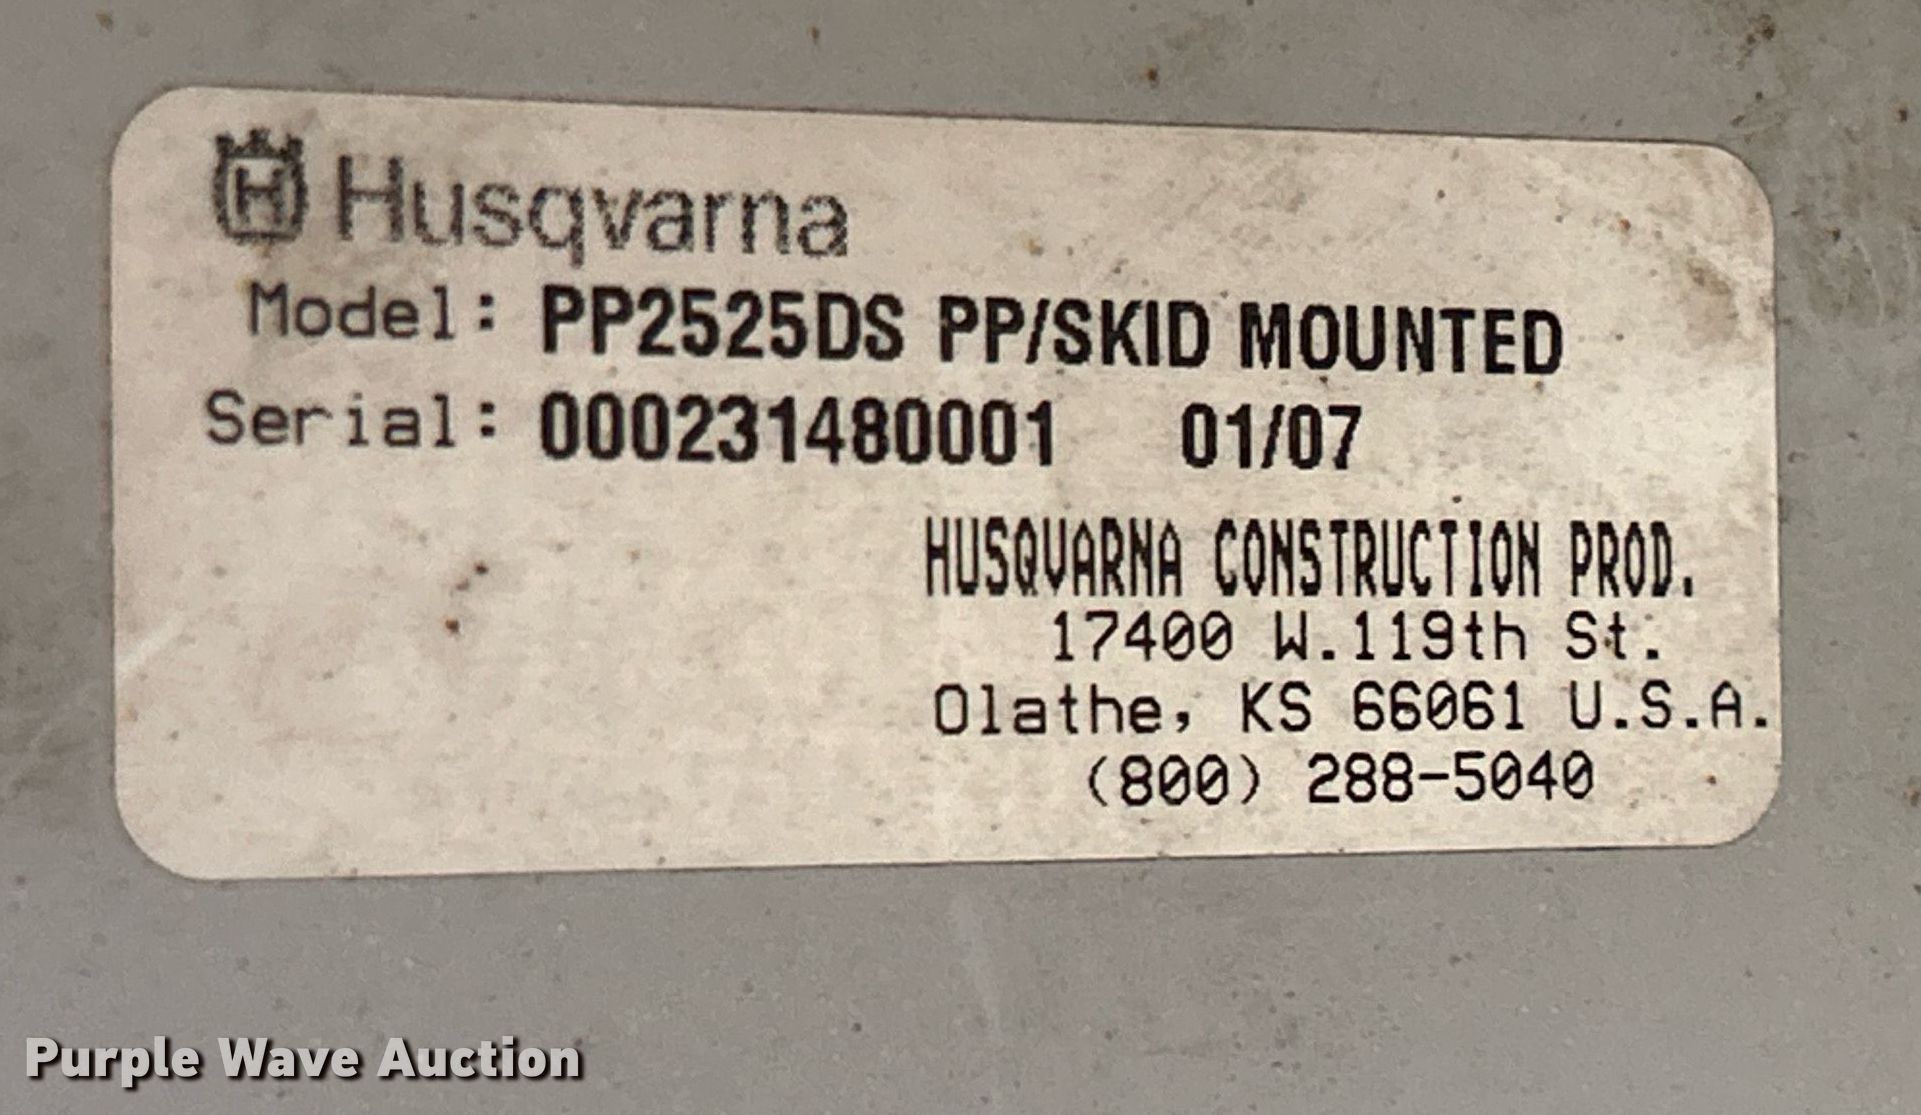 Husqvarna
Model: PP2525DS PP/SKID MOUNTED
Serial: 000231480001 01/07
HUSQVARNA CONSTRUCTION PROD.
17400 W.119th St.
Olathe, KS 66061 U.S.A.
(800) 288-5040
Purple Wave Auction